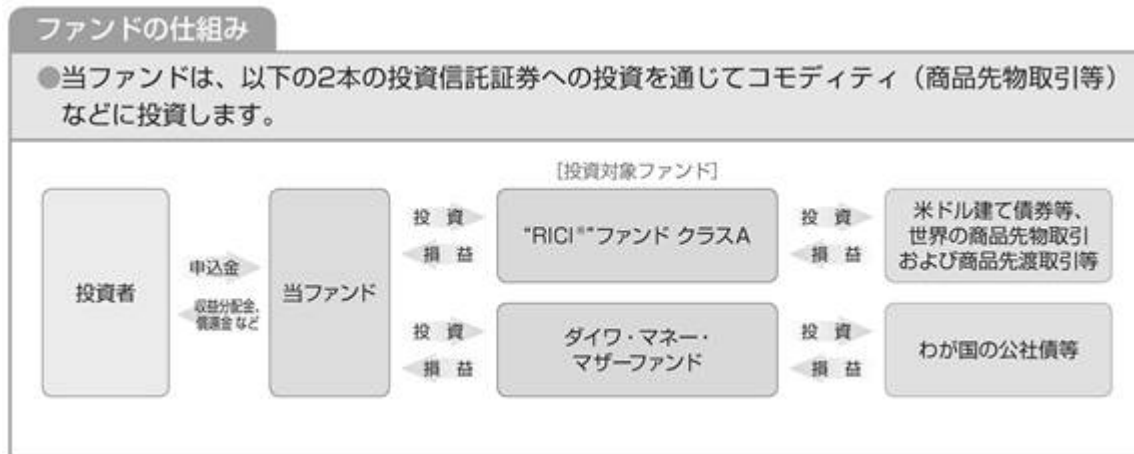 ファンドの仕組み
●当ファンドは、以下の2本の投資信託証券への投資を通じてコモディティ（商品先物取引等）
などに投資します。
[投資対象ファンド]
投資者
申込金
収益分配金、
償還金 など
当ファンド
投 資
損 益
"RICI®"ファンド クラスA
投 資
損 益
米ドル建て債券等、
世界の商品先物取引
および商品先渡取引等
投 資
損 益
ダイワ・マネー・
マザーファンド
投 資
損 益
わが国の公社債等